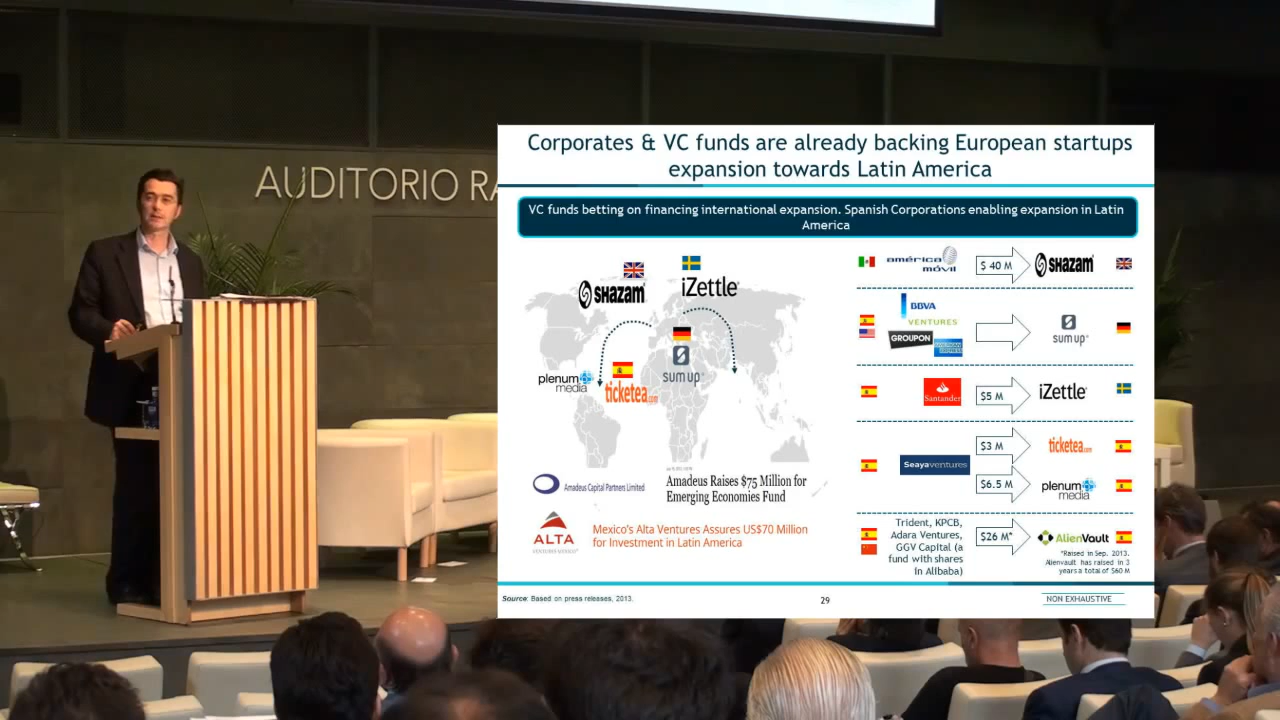 AUDITORIO RA
Corporates & VC funds are already backing European startups
expansion towards Latin America
VC funds betting on financing international expansion. Spanish Corporations enabling expansion in Latin
America
SHAZAM
iZettle
sum up
plenum
media
ticketea.com
Amadeus Capital Partners Limited
Amadeus Raises $75 Million for
Emerging Economies Fund
ALTA
VENTURES MEXICO
Mexico's Alta Ventures Assures US$70 Million
for Investment in Latin America
américa
móvil
$ 40 M
SHAZAM
BBVA
VENTURES
GROUPON
AMERICAN
EXPRESS
sum up
Santander
$5 M
iZettle
Seayaventures
$3 M
ticketea.com
$6.5 M
plenum
media
Trident, KPCB,
Adara Ventures,
GGV Capital (a
fund with shares
in Alibaba)
$26 M*
AlienVault
*Raised in Sep. 2013.
Alienvault has raised in 3
years a total of $60 M
Source: Based on press releases, 2013.
29
NON EXHAUSTIVE